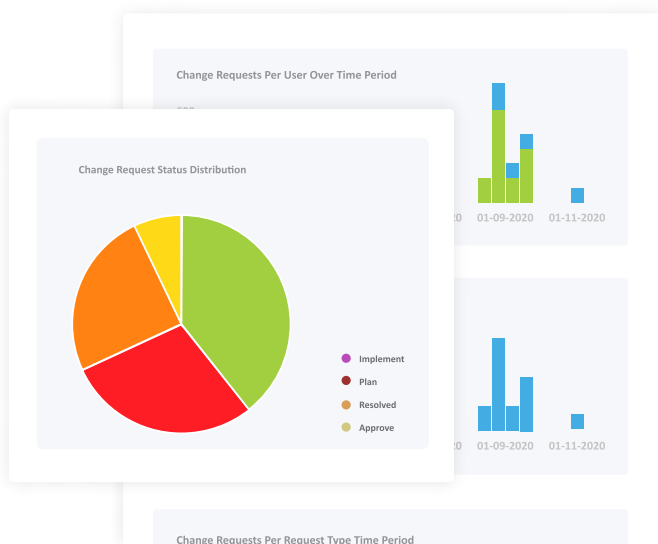 Change Requests Per User Over Time Period
01-09-2020
01-11-2020
Change Request Status Distribution
Implement
Plan
Resolved
Approve
01-09-2020
01-11-2020
Change Requests Per Request Type Time Period